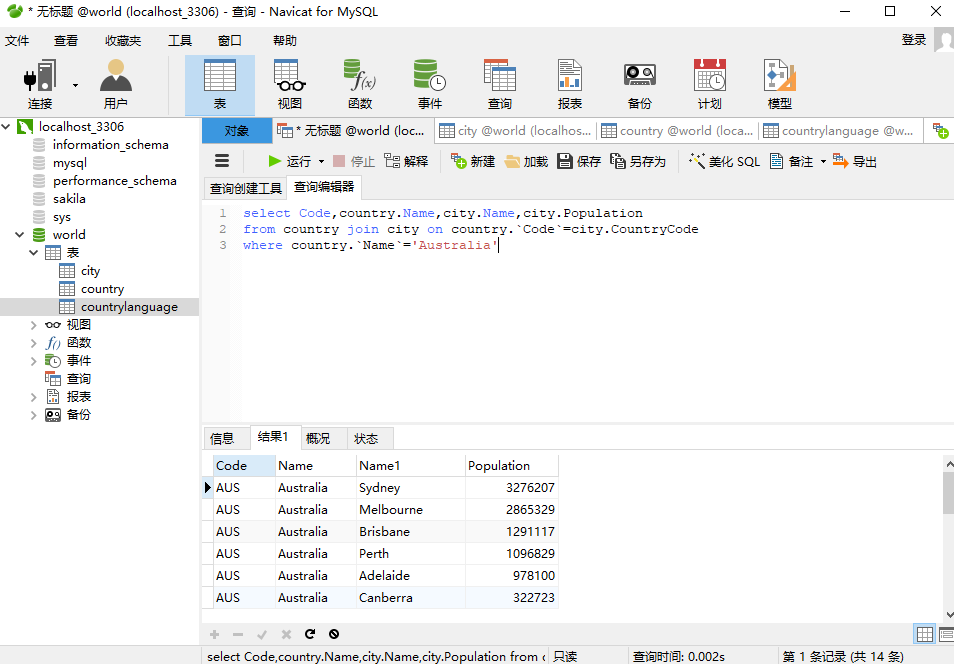 * 无标题 @world (localhost_3306) - 查询 - Navicat for MySQL
文件 查看 收藏夹 工具 窗口 帮助 登录
连接 用户 表 视图 函数 事件 查询 报表 备份 计划 模型
localhost_3306
information_schema
mysql
performance_schema
sakila
sys
world
表
city
country
countrylanguage
视图
函数
事件
查询
报表
备份
对象 * 无标题 @world (loc... city @world (localhos... country @world (loca... countrylanguage @w...
运行 停止 解释 新建 加载 保存 另存为 美化 SQL 备注 导出
查询创建工具 查询编辑器
1 select Code,country.Name,city.Name,city.Population
2 from country join city on country.`Code`=city.CountryCode
3 where country.`Name`='Australia'
信息 结果1 概况 状态
Code Name Name1 Population
AUS Australia Sydney 3276207
AUS Australia Melbourne 2865329
AUS Australia Brisbane 1291117
AUS Australia Perth 1096829
AUS Australia Adelaide 978100
AUS Australia Canberra 322723
select Code,country.Name,city.Name,city.Population from c 只读 查询时间: 0.002s 第 1 条记录 (共 14 条)